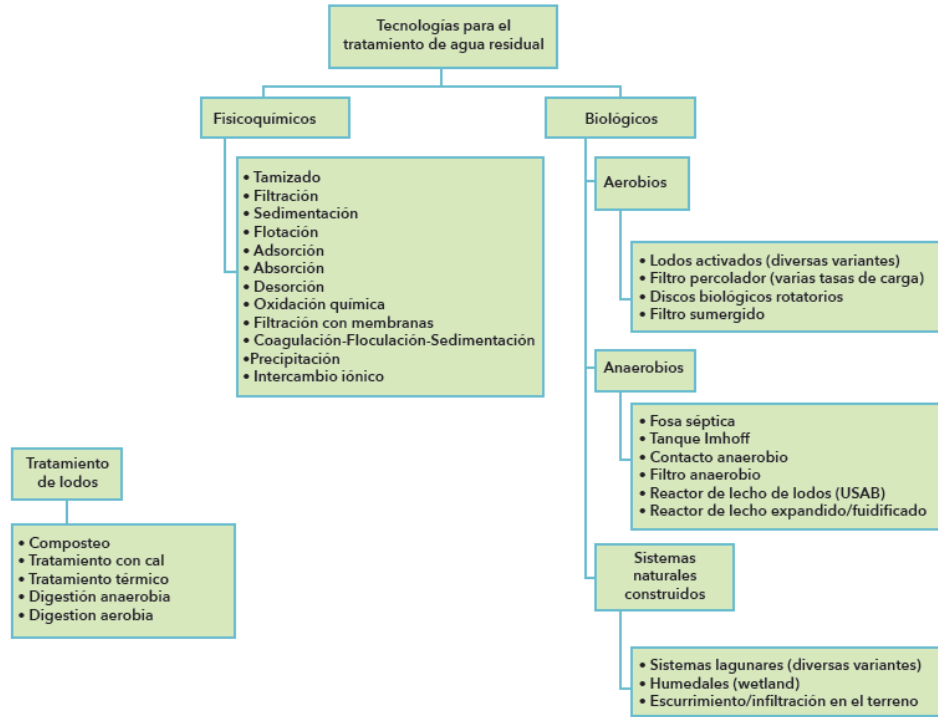 Tecnologías para el
tratamiento de agua residual
Fisicoquímicos
• Tamizado
• Filtración
• Sedimentación
• Flotación
• Adsorción
• Absorción
• Desorción
• Oxidación química
• Filtración con membranas
• Coagulación-Floculación-Sedimentación
•Precipitación
• Intercambio iónico
Biológicos
Aerobios
• Lodos activados (diversas variantes)
• Filtro percolador (varias tasas de carga)
• Discos biológicos rotatorios
• Filtro sumergido
Anaerobios
• Fosa séptica
• Tanque Imhoff
• Contacto anaerobio
• Filtro anaerobio
• Reactor de lecho de lodos (USAB)
• Reactor de lecho expandido/fuidificado
Sistemas
naturales
construidos
• Sistemas lagunares (diversas variantes)
• Humedales (wetland)
• Escurrimiento/infiltración en el terreno
Tratamiento
de lodos
• Composteo
• Tratamiento con cal
• Tratamiento térmico
• Digestión anaerobia
• Digestion aerobia